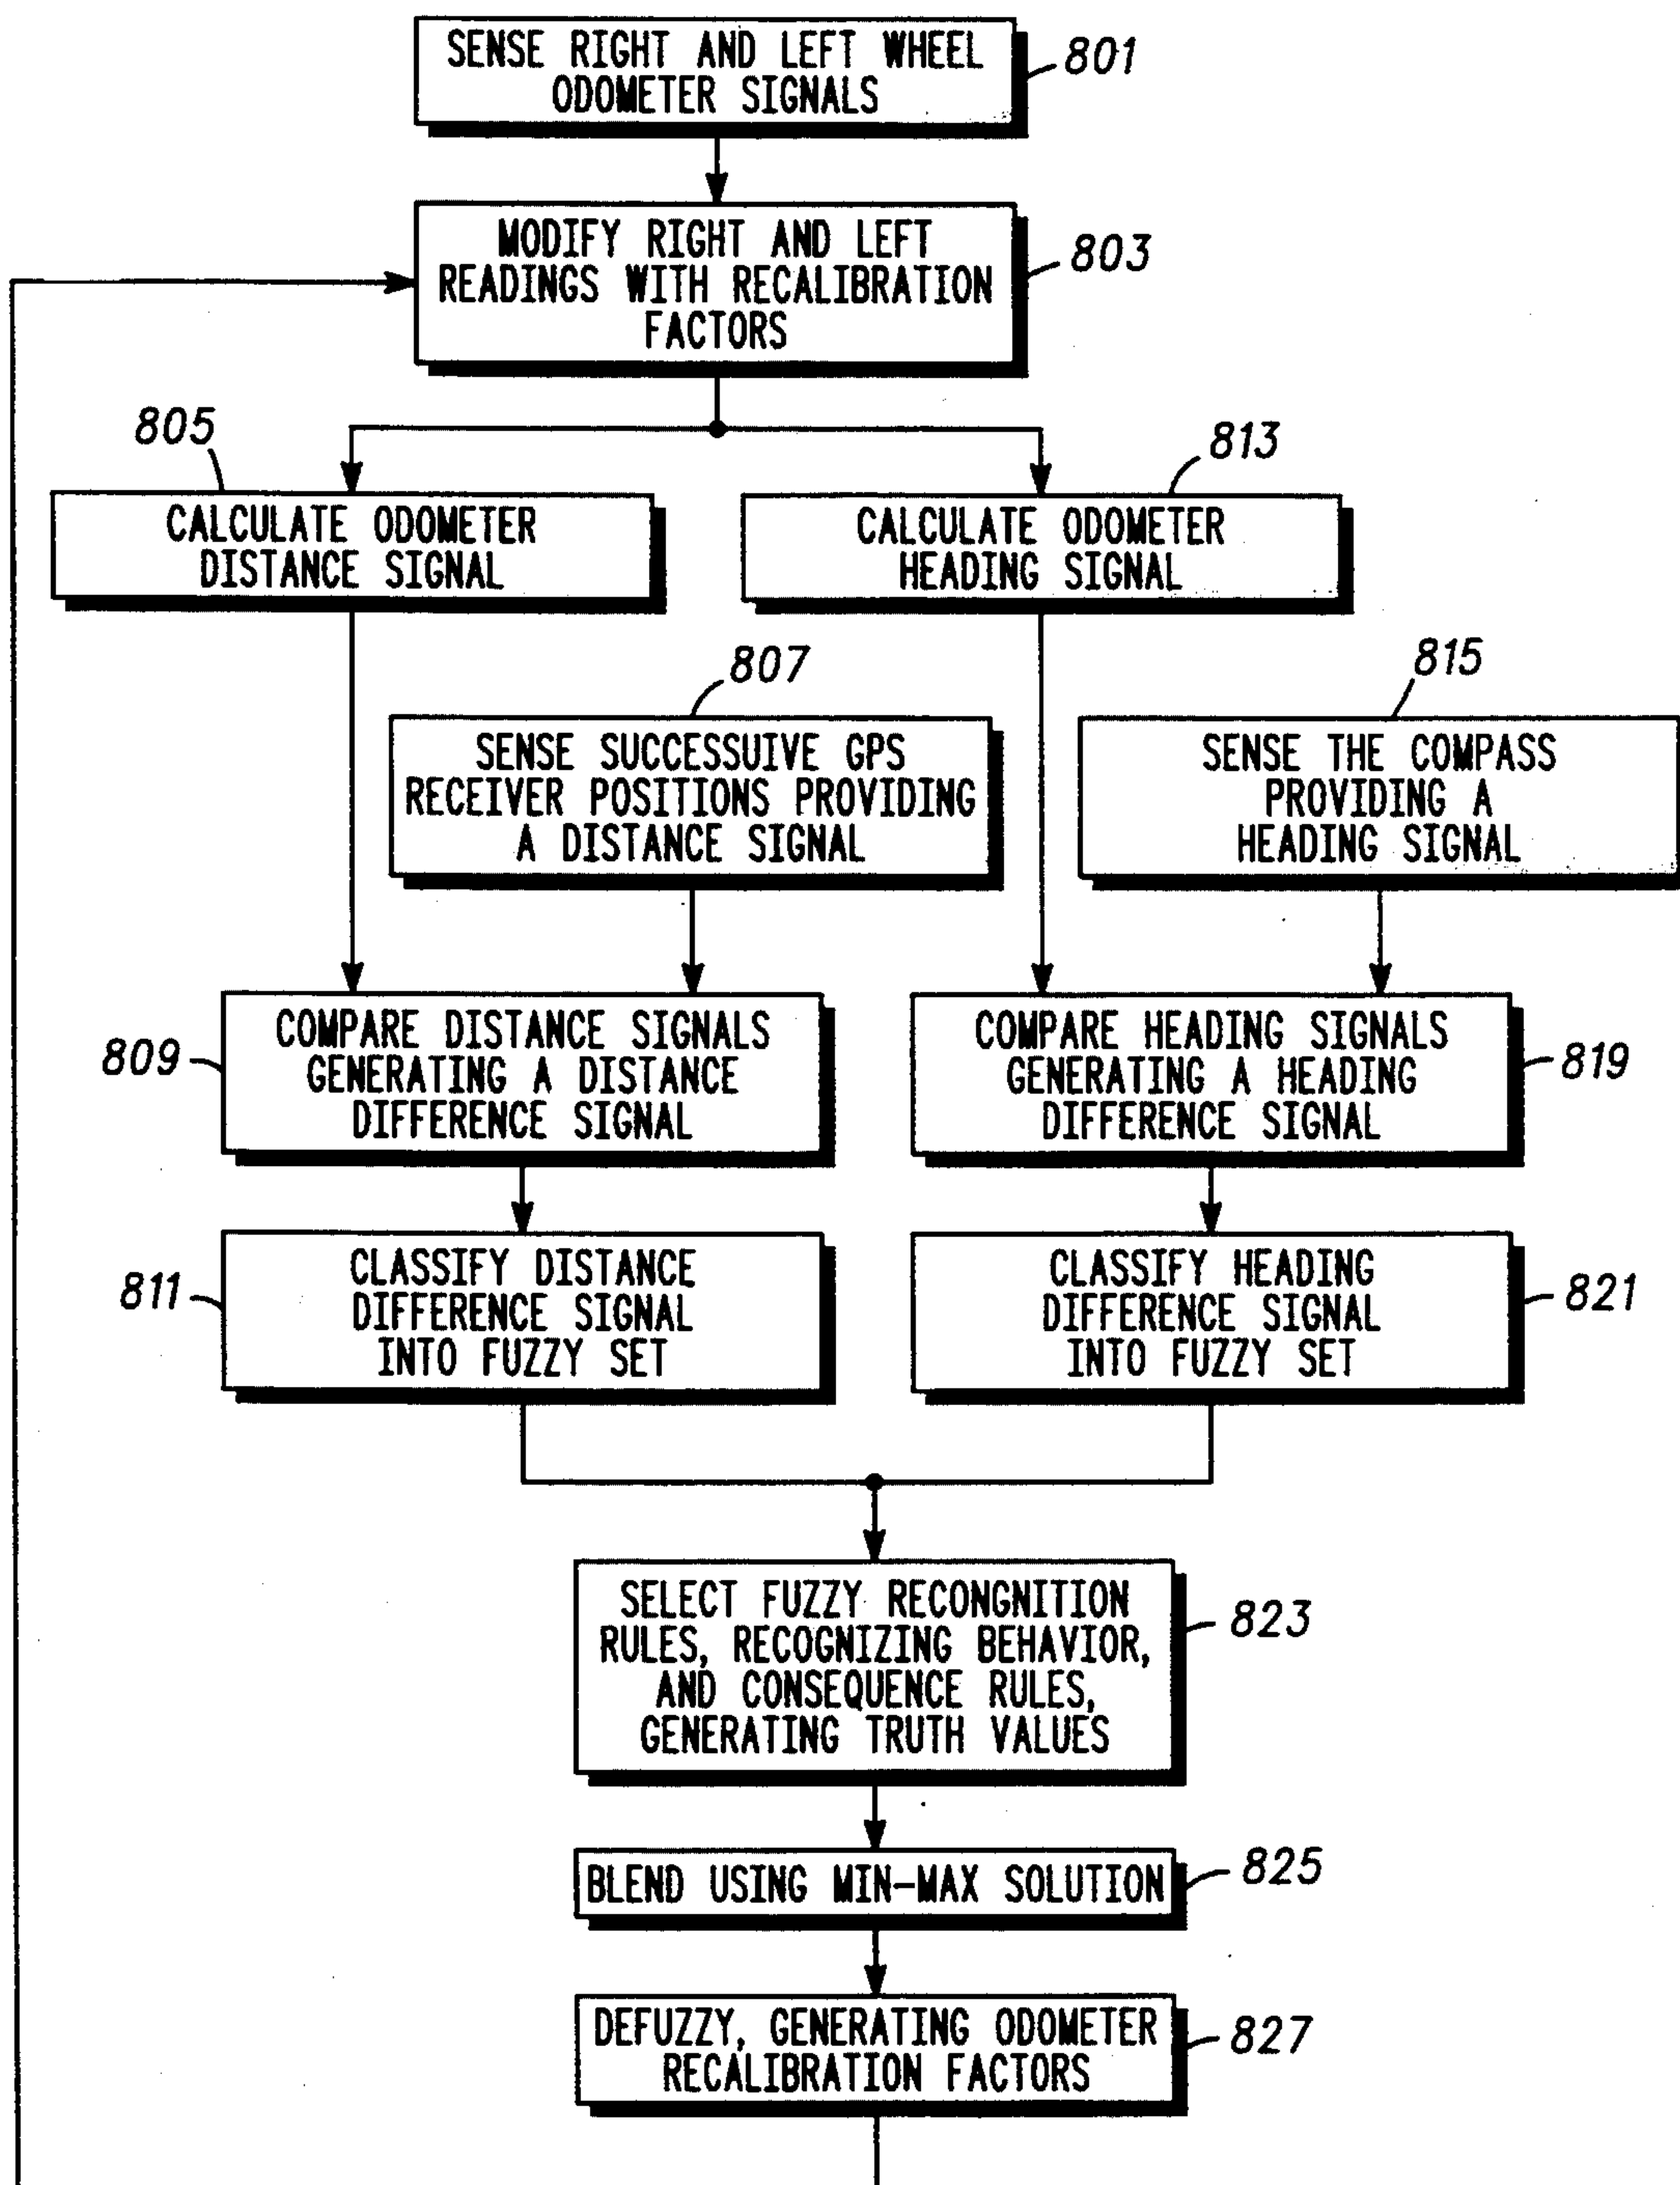 SENSE RIGHT AND LEFT WHEEL
ODOMETER SIGNALS
801
MODIFY RIGHT AND LEFT
READINGS WITH RECALIBRATION
FACTORS
803
805
CALCULATE ODOMETER
DISTANCE SIGNAL
813
CALCULATE ODOMETER
HEADING SIGNAL
807
SENSE SUCCESSUIVE GPS
RECEIVER POSITIONS PROVIDING
A DISTANCE SIGNAL
815
SENSE THE COMPASS
PROVIDING A
HEADING SIGNAL
809
COMPARE DISTANCE SIGNALS
GENERATING A DISTANCE
DIFFERENCE SIGNAL
COMPARE HEADING SIGNALS
GENERATING A HEADING
DIFFERENCE SIGNAL
819
811
CLASSIFY DISTANCE
DIFFERENCE SIGNAL
INTO FUZZY SET
CLASSIFY HEADING
DIFFERENCE SIGNAL
INTO FUZZY SET
821
SELECT FUZZY RECONGNITION
RULES, RECOGNIZING BEHAVIOR,
AND CONSEQUENCE RULES,
GENERATING TRUTH VALUES
823
BLEND USING MIN-MAX SOLUTION
825
DEFUZZY, GENERATING ODOMETER
RECALIBRATION FACTORS
827